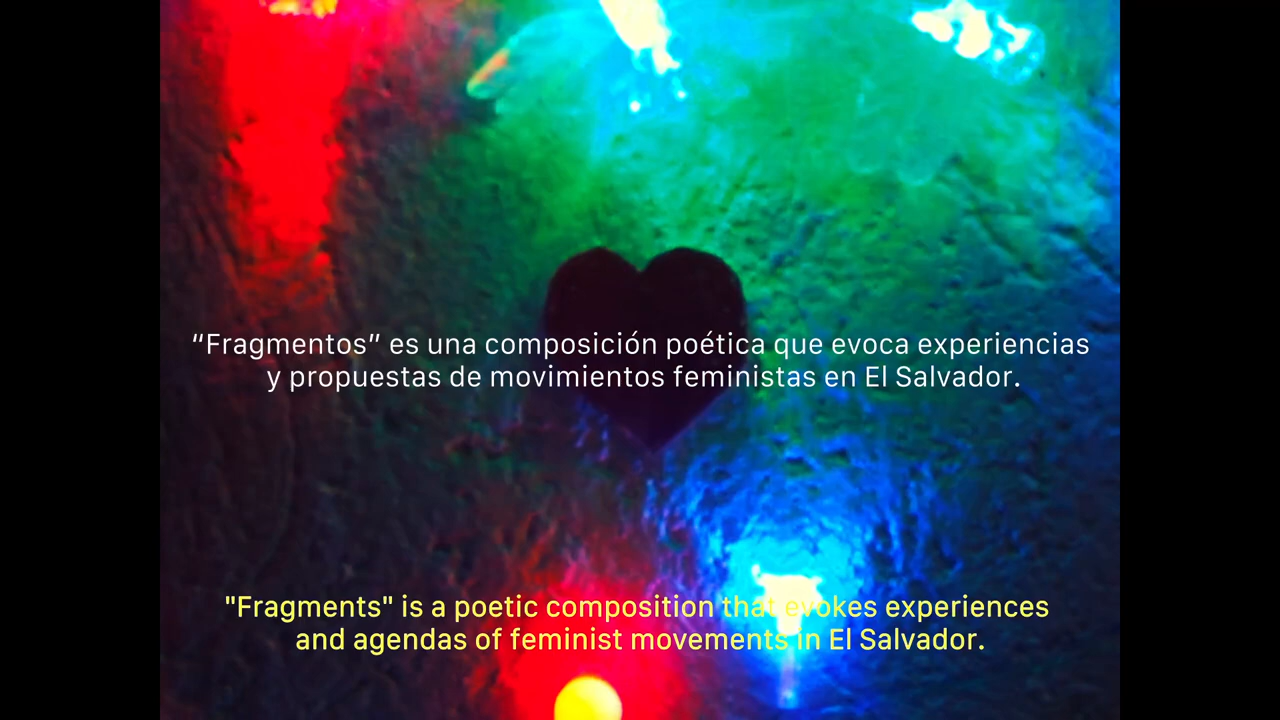 “Fragmentos” es una composición poética que evoca experiencias
y propuestas de movimientos feministas en El Salvador.
"Fragments" is a poetic composition that evokes experiences
and agendas of feminist movements in El Salvador.